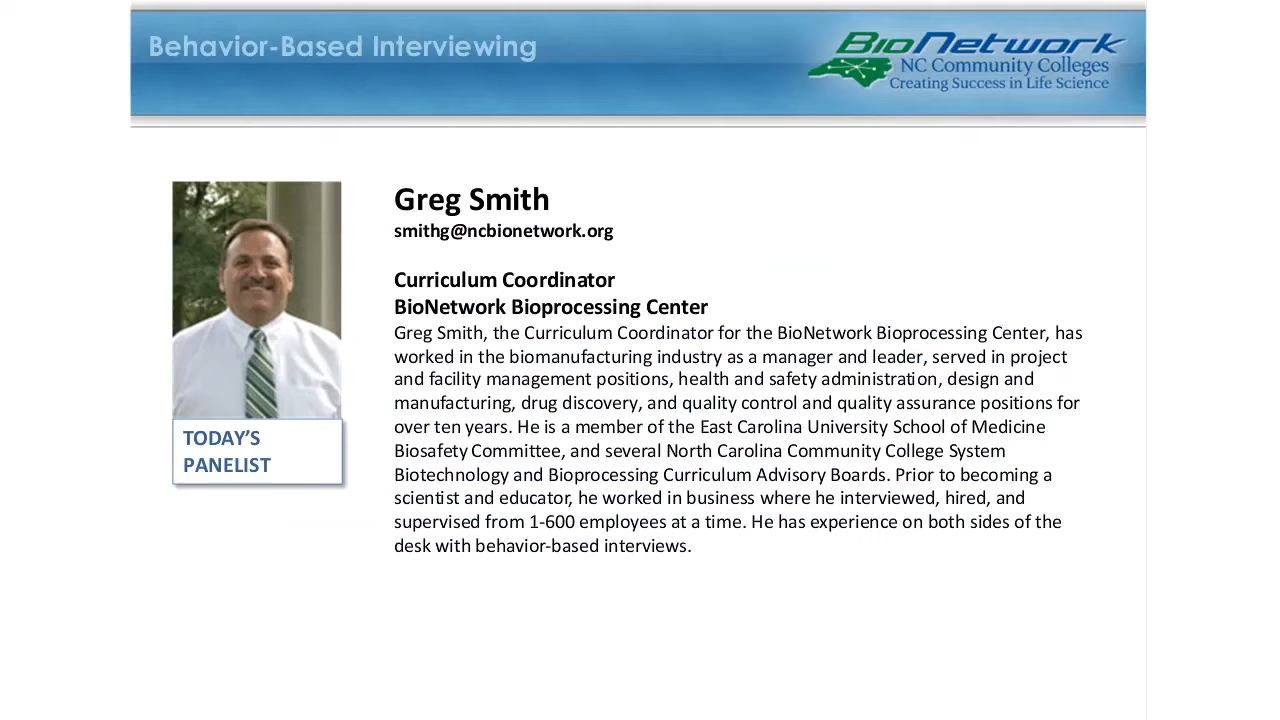 Behavior-Based Interviewing
BioNetwork
NC Community Colleges
Creating Success in Life Science
Greg Smith
smithg@ncbionetwork.org
Curriculum Coordinator
BioNetwork Bioprocessing Center
Greg Smith, the Curriculum Coordinator for the BioNetwork Bioprocessing Center, has
worked in the biomanufacturing industry as a manager and leader, served in project
and facility management positions, health and safety administration, design and
manufacturing, drug discovery, and quality control and quality assurance positions for
over ten years. He is a member of the East Carolina University School of Medicine
Biosafety Committee, and several North Carolina Community College System
Biotechnology and Bioprocessing Curriculum Advisory Boards. Prior to becoming a
scientist and educator, he worked in business where he interviewed, hired, and
supervised from 1-600 employees at a time. He has experience on both sides of the
desk with behavior-based interviews.
TODAY'S
PANELIST